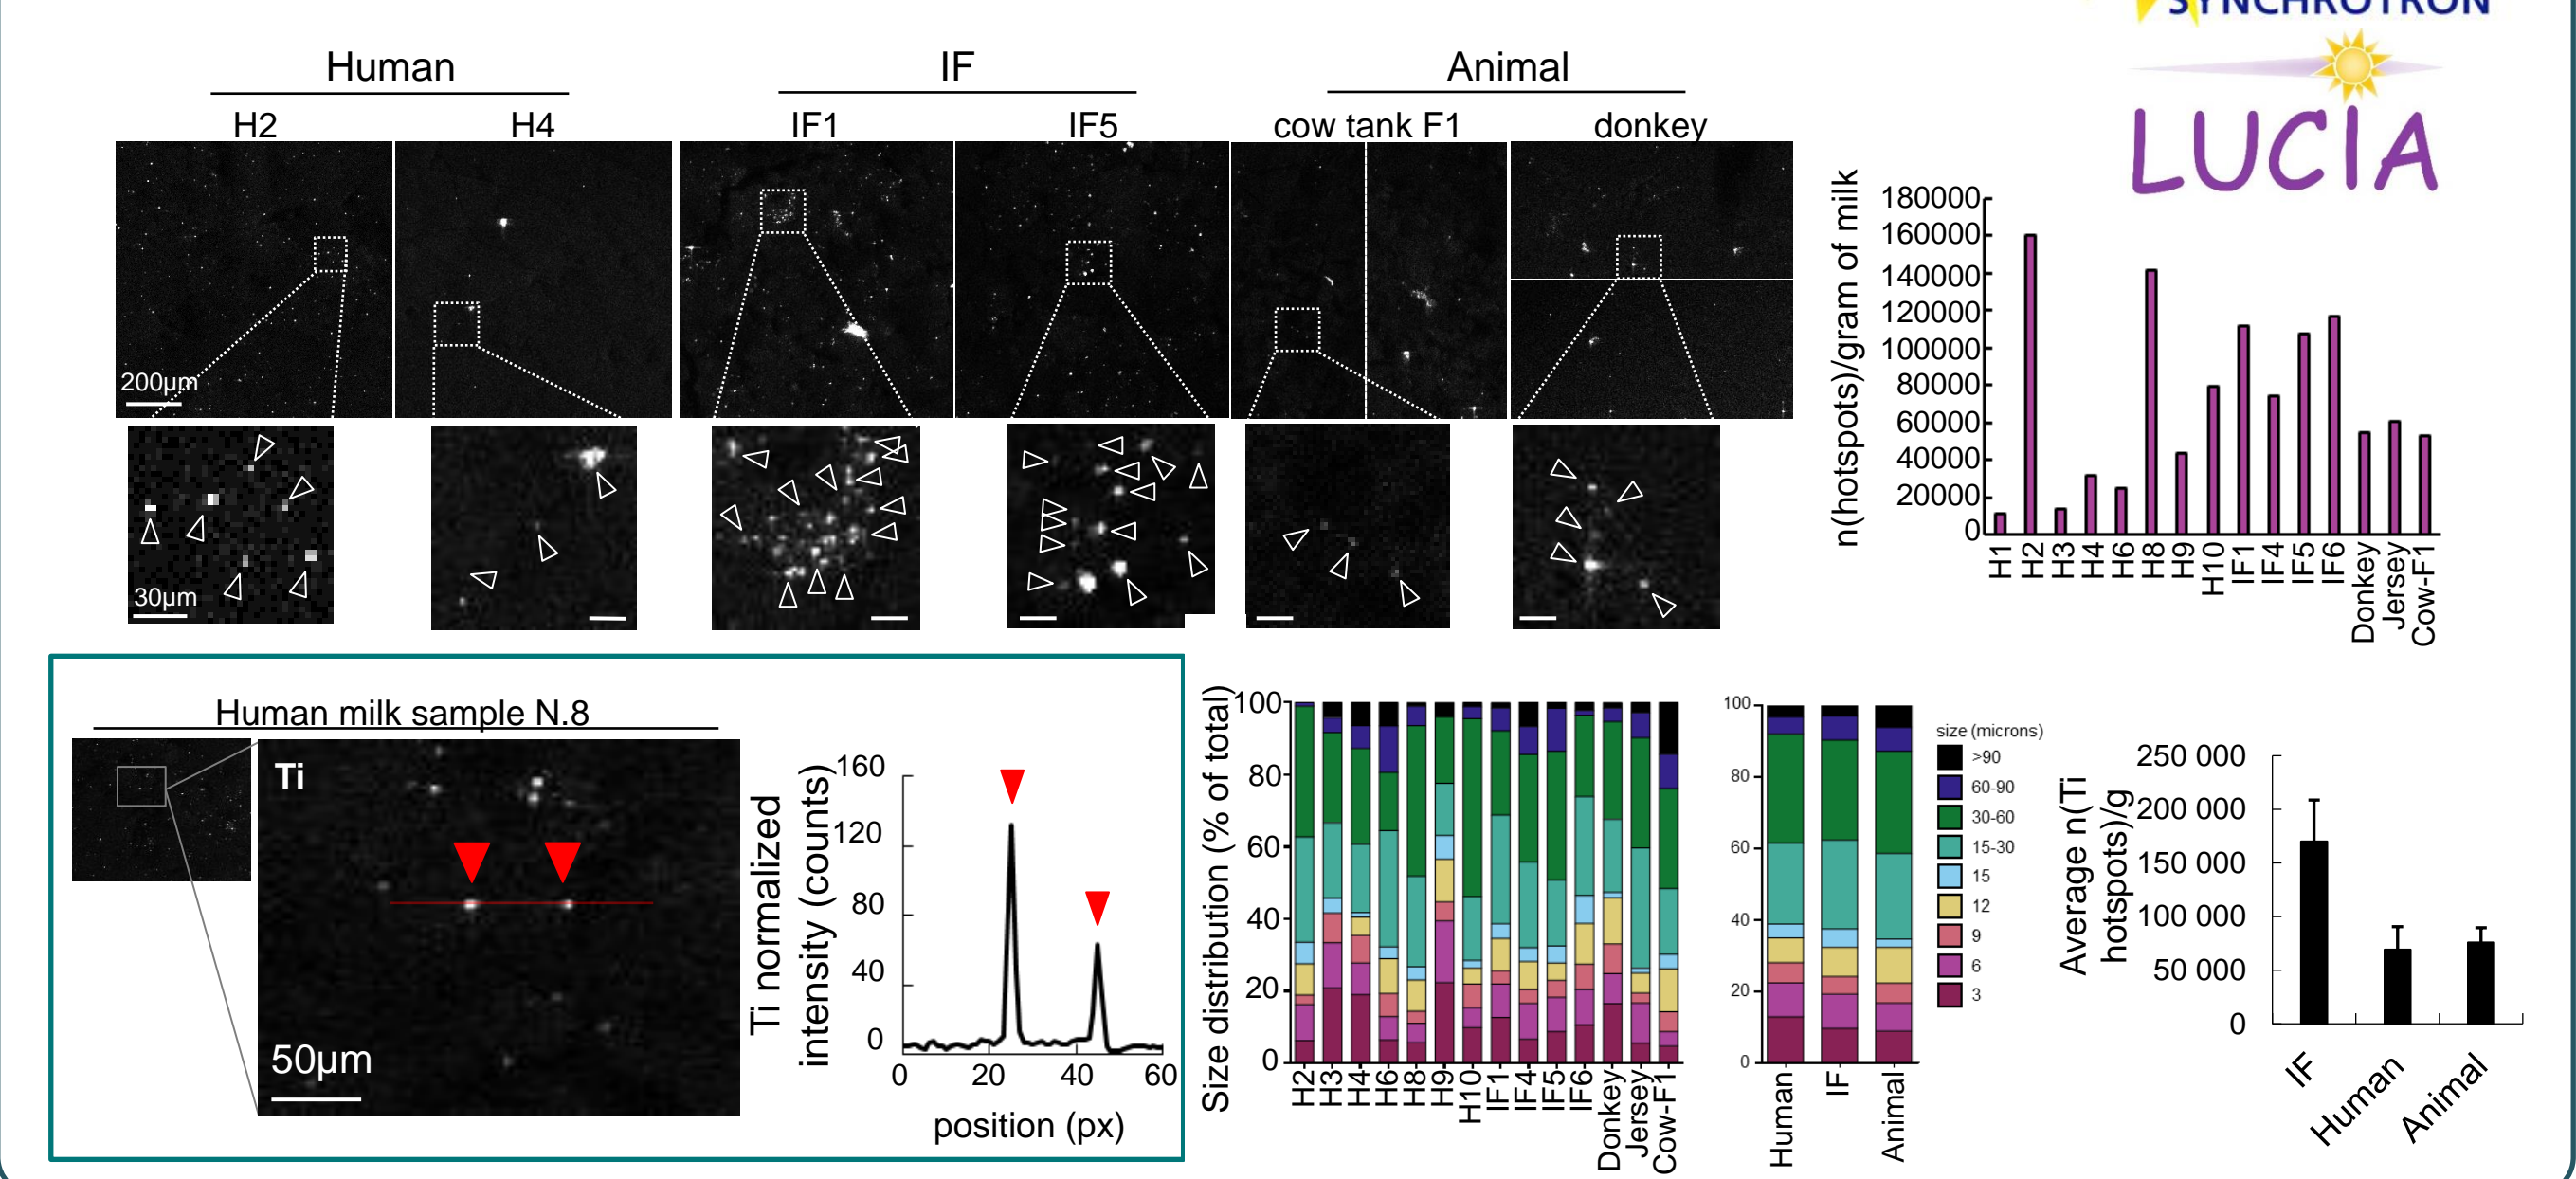 SYNCHROTRON
LUCIA
Human
IF
Animal
H2
H4
IF1
IF5
cow tank F1
donkey
200µm
30µm
n(hotspots)/gram of milk
180000
160000
140000
120000
100000
80000
60000
40000
20000
0
H1
H2
H3
H4
H6
H8
H9
H10
IF1
IF4
IF5
IF6
Donkey
Jersey
Cow-F1
Human milk sample N.8
Ti
50µm
Ti normalized
intensity (counts)
160
120
80
40
0
0
20
40
60
position (px)
Size distribution (% of total)
100
80
60
40
20
0
H2
H3
H4
H6
H8
H9
H10
IF1
IF4
IF5
IF6
Donkey
Jersey
Cow-F1
100
80
60
40
20
0
Human
IF
Animal
size (microns)
>90
60-90
30-60
15-30
15
12
9
6
3
Average n(Ti
hotspots)/g
250 000
200 000
150 000
100 000
50 000
0
IF
Human
Animal